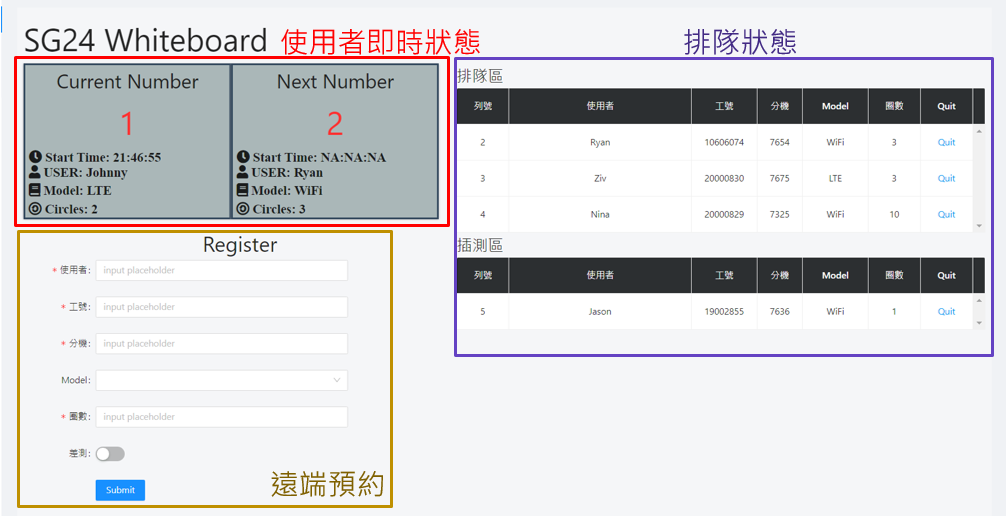 SG24 Whiteboard 使用者即時狀態
Current Number
1
Start Time: 21:46:55
USER: Johnny
Model: LTE
Circles: 2
Next Number
2
Start Time: NA:NA:NA
USER: Ryan
Model: WiFi
Circles: 3
Register
* 使用者: input placeholder
* 工號: input placeholder
* 分機: input placeholder
Model:
* 圈數: input placeholder
差測:
Submit
遠端預約
排隊狀態
排隊區
列號 使用者 工號 分機 Model 圈數 Quit
2 Ryan 10606074 7654 WiFi 3 Quit
3 Ziv 20000830 7675 LTE 3 Quit
4 Nina 20000829 7325 WiFi 10 Quit
插測區
列號 使用者 工號 分機 Model 圈數 Quit
5 Jason 19002855 7636 WiFi 1 Quit